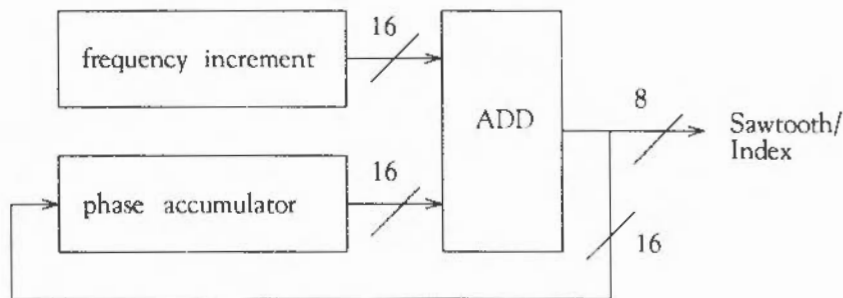 16
frequency increment
ADD
8
Sawtooth/
Index
16
phase accumulator
16